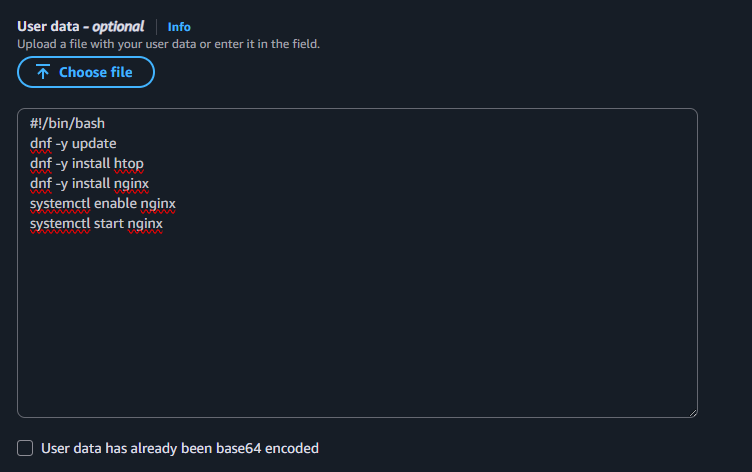 User data - optional Info
Upload a file with your user data or enter it in the field.
Choose file
#!/bin/bash
dnf -y update
dnf -y install htop
dnf -y install nginx
systemctl enable nginx
systemctl start nginx
User data has already been base64 encoded